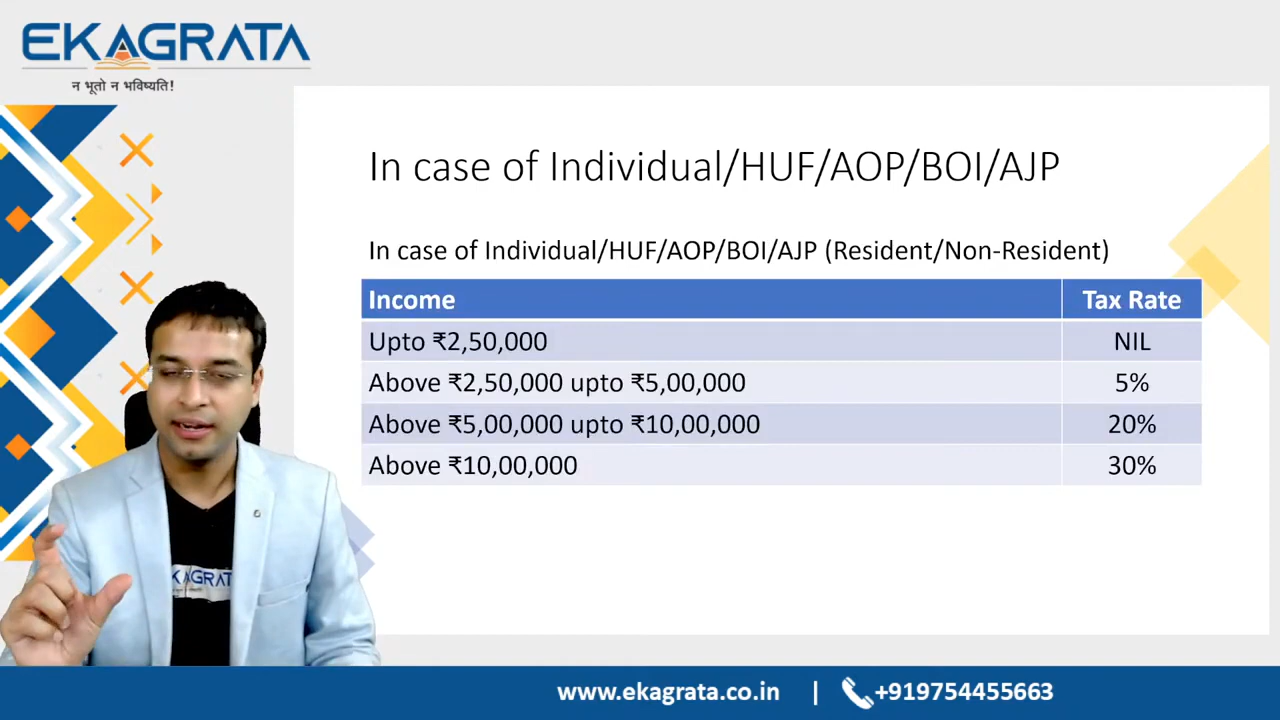 EKAGRATA
न भूतो न भविष्यति!
In case of Individual/HUF/AOP/BOI/AJP
In case of Individual/HUF/AOP/BOI/AJP (Resident/Non-Resident)
Income Tax Rate
Upto ₹2,50,000 NIL
Above ₹2,50,000 upto ₹5,00,000 5%
Above ₹5,00,000 upto ₹10,00,000 20%
Above ₹10,00,000 30%
KAGRAT
www.ekagrata.co.in | +919754455663